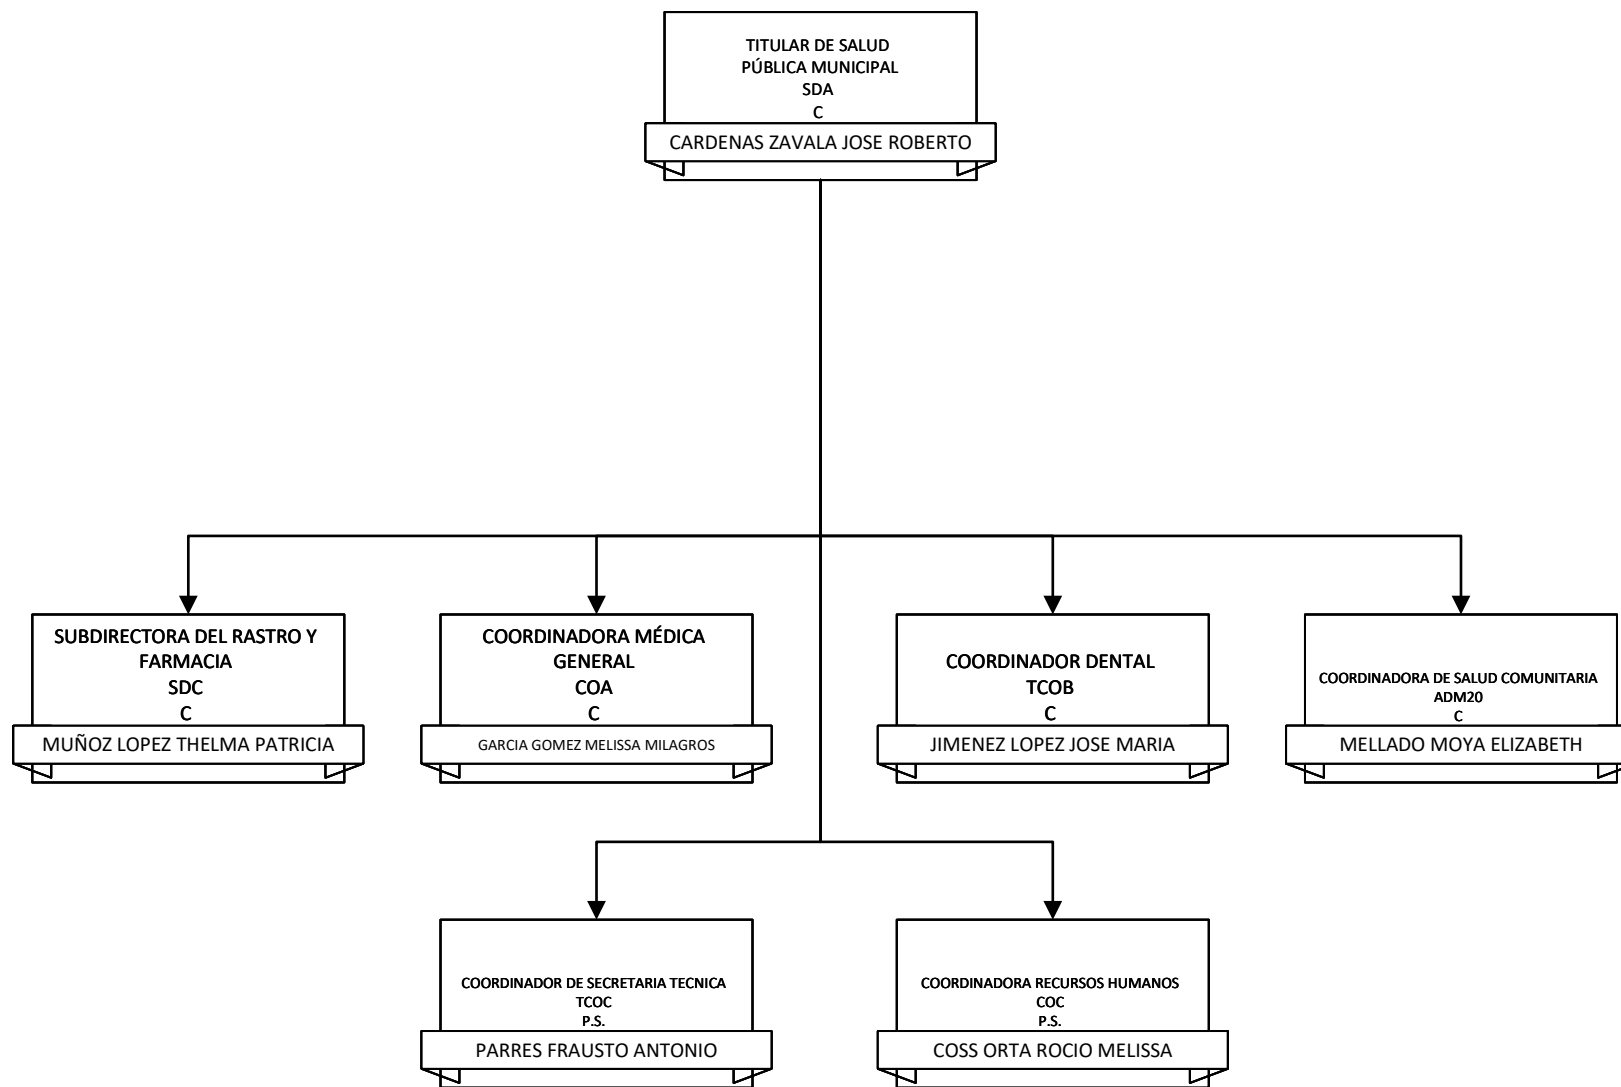 TITULAR DE SALUD
PÚBLICA MUNICIPAL
SDA
C
CARDENAS ZAVALA JOSE ROBERTO
SUBDIRECTORA DEL RASTRO Y
FARMACIA
SDC
C
MUÑOZ LOPEZ THELMA PATRICIA
COORDINADORA MÉDICA
GENERAL
COA
C
GARCIA GOMEZ MELISSA MILAGROS
COORDINADOR DENTAL
TCOB
C
JIMENEZ LOPEZ JOSE MARIA
COORDINADORA DE SALUD COMUNITARIA
ADM20
C
MELLADO MOYA ELIZABETH
COORDINADOR DE SECRETARIA TECNICA
TCOC
P.S.
PARRES FRAUSTO ANTONIO
COORDINADORA RECURSOS HUMANOS
COC
P.S.
COSS ORTA ROCIO MELISSA